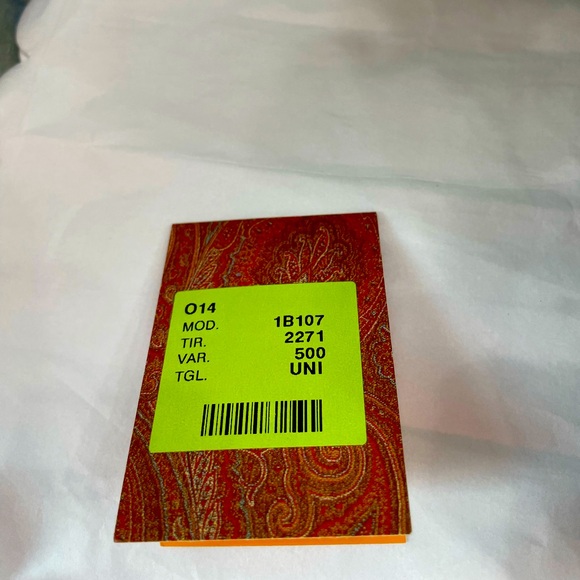 O14
MOD. 1B107
TIR. 2271
VAR. 500
TGL. UNI